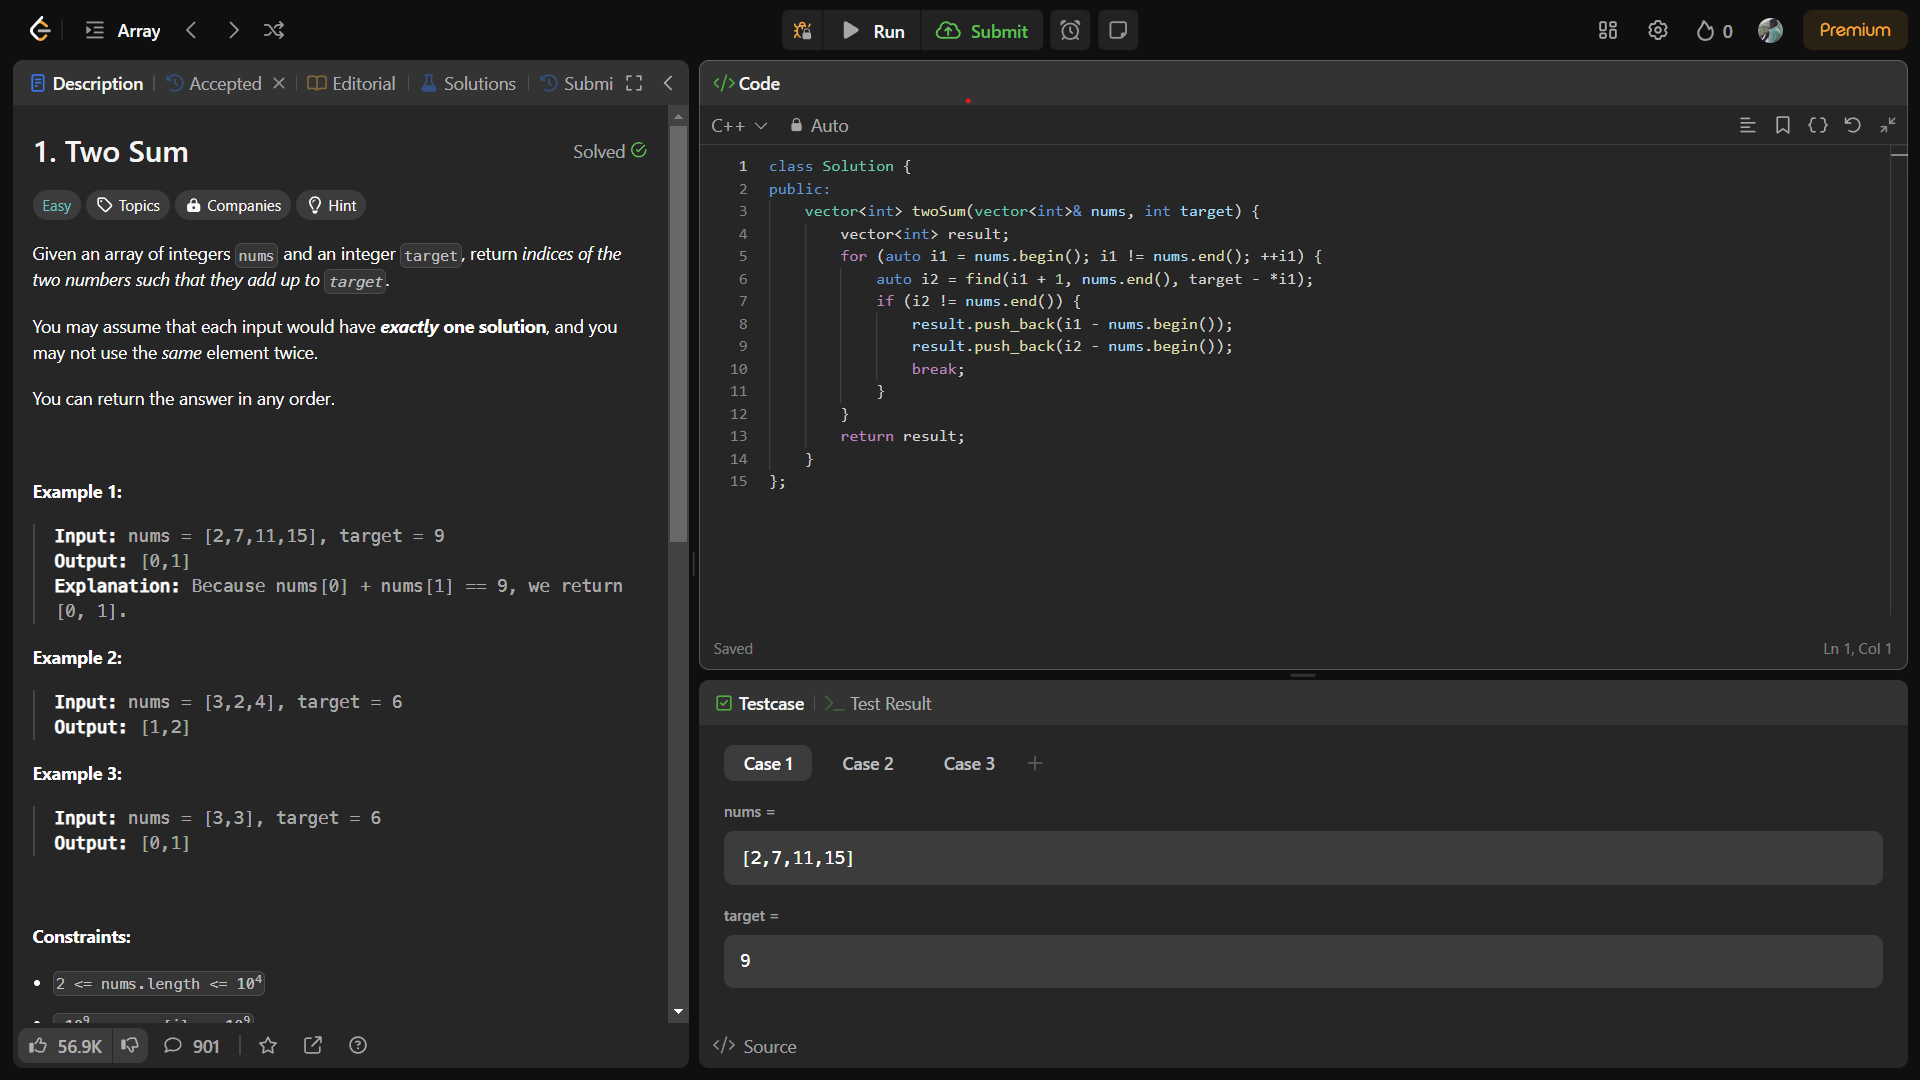 Array
Run
Submit
0
Premium
Description
Accepted
Editorial
Solutions
Submi
1. Two Sum
Solved
Easy
Topics
Companies
Hint
Given an array of integers nums and an integer target, return indices of the
two numbers such that they add up to target.
You may assume that each input would have exactly one solution, and you
may not use the same element twice.
You can return the answer in any order.
Example 1:
Input: nums = [2,7,11,15], target = 9
Output: [0,1]
Explanation: Because nums[0] + nums[1] == 9, we return
[0, 1].
Example 2:
Input: nums = [3,2,4], target = 6
Output: [1,2]
Example 3:
Input: nums = [3,3], target = 6
Output: [0,1]
Constraints:
2 <= nums.length <= 10⁴
56.9K
901
</> Code
C++
Auto
1 class Solution {
2 public:
3 vector<int> twoSum(vector<int>& nums, int target) {
4 vector<int> result;
5 for (auto i1 = nums.begin(); i1 != nums.end(); ++i1) {
6 auto i2 = find(i1 + 1, nums.end(), target - *i1);
7 if (i2 != nums.end()) {
8 result.push_back(i1 - nums.begin());
9 result.push_back(i2 - nums.begin());
10 break;
11 }
12 }
13 return result;
14 }
15 };
Saved
Ln 1, Col 1
Testcase
Test Result
Case 1
Case 2
Case 3
nums =
[2,7,11,15]
target =
9
</> Source